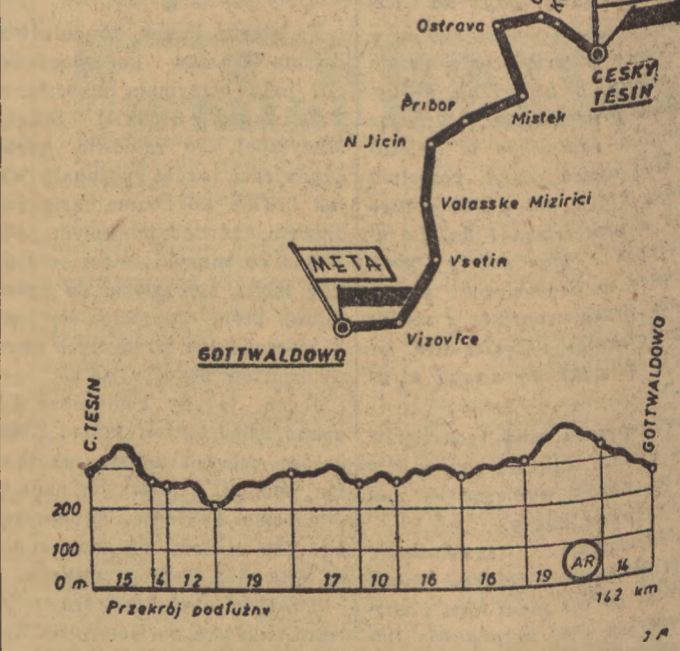 Ostrava
CESKÝ
TESIN
Pribor
Mistek
N Jicin
Valasske Mizirici
META
Vsetin
Vizovice
GOTTWALDOWO
C.TESIN
GOTTWALDOWO
200
100
0 m
15 4 12 19 17 10 16 16 19 AR 14
142 km
Przekrój podłużny